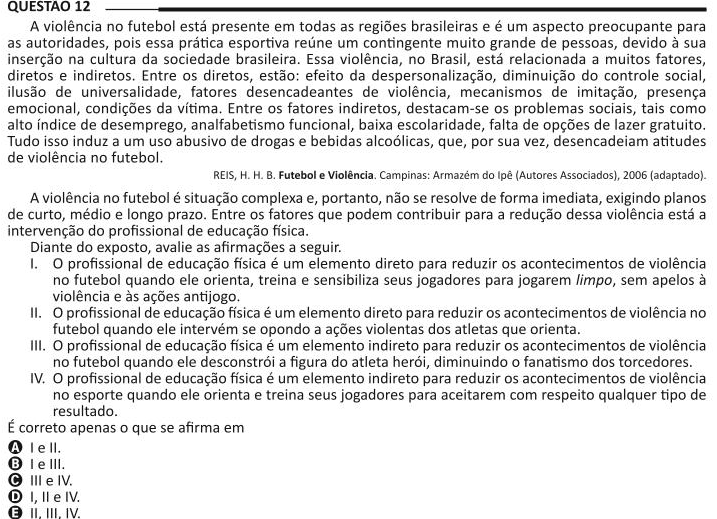 QUESTÃO 12
A violência no futebol está presente em todas as regiões brasileiras e é um aspecto preocupante para
as autoridades, pois essa prática esportiva reúne um contingente muito grande de pessoas, devido à sua
inserção na cultura da sociedade brasileira. Essa violência, no Brasil, está relacionada a muitos fatores,
diretos e indiretos. Entre os diretos, estão: efeito da despersonalização, diminuição do controle social,
ilusão de universalidade, fatores desencadeantes de violência, mecanismos de imitação, presença
emocional, condições da vítima. Entre os fatores indiretos, destacam-se os problemas sociais, tais como
alto índice de desemprego, analfabetismo funcional, baixa escolaridade, falta de opções de lazer gratuito.
Tudo isso induz a um uso abusivo de drogas e bebidas alcoólicas, que, por sua vez, desencadeiam atitudes
de violência no futebol.
REIS, H. H. B. Futebol e Violência. Campinas: Armazém do Ipê (Autores Associados), 2006 (adaptado).
A violência no futebol é situação complexa e, portanto, não se resolve de forma imediata, exigindo planos
de curto, médio e longo prazo. Entre os fatores que podem contribuir para a redução dessa violência está a
intervenção do profissional de educação física.
Diante do exposto, avalie as afirmações a seguir.
I. O profissional de educação física é um elemento direto para reduzir os acontecimentos de violência
no futebol quando ele orienta, treina e sensibiliza seus jogadores para jogarem limpo, sem apelos à
violência e às ações antijogo.
II. O profissional de educação física é um elemento direto para reduzir os acontecimentos de violência no
futebol quando ele intervém se opondo a ações violentas dos atletas que orienta.
III. O profissional de educação física é um elemento indireto para reduzir os acontecimentos de violência
no futebol quando ele desconstrói a figura do atleta herói, diminuindo o fanatismo dos torcedores.
IV. O profissional de educação física é um elemento indireto para reduzir os acontecimentos de violência
no esporte quando ele orienta e treina seus jogadores para aceitarem com respeito qualquer tipo de
resultado.
É correto apenas o que se afirma em
A I e II.
B I e III.
C III e IV.
D I, II e IV.
E II, III, IV.